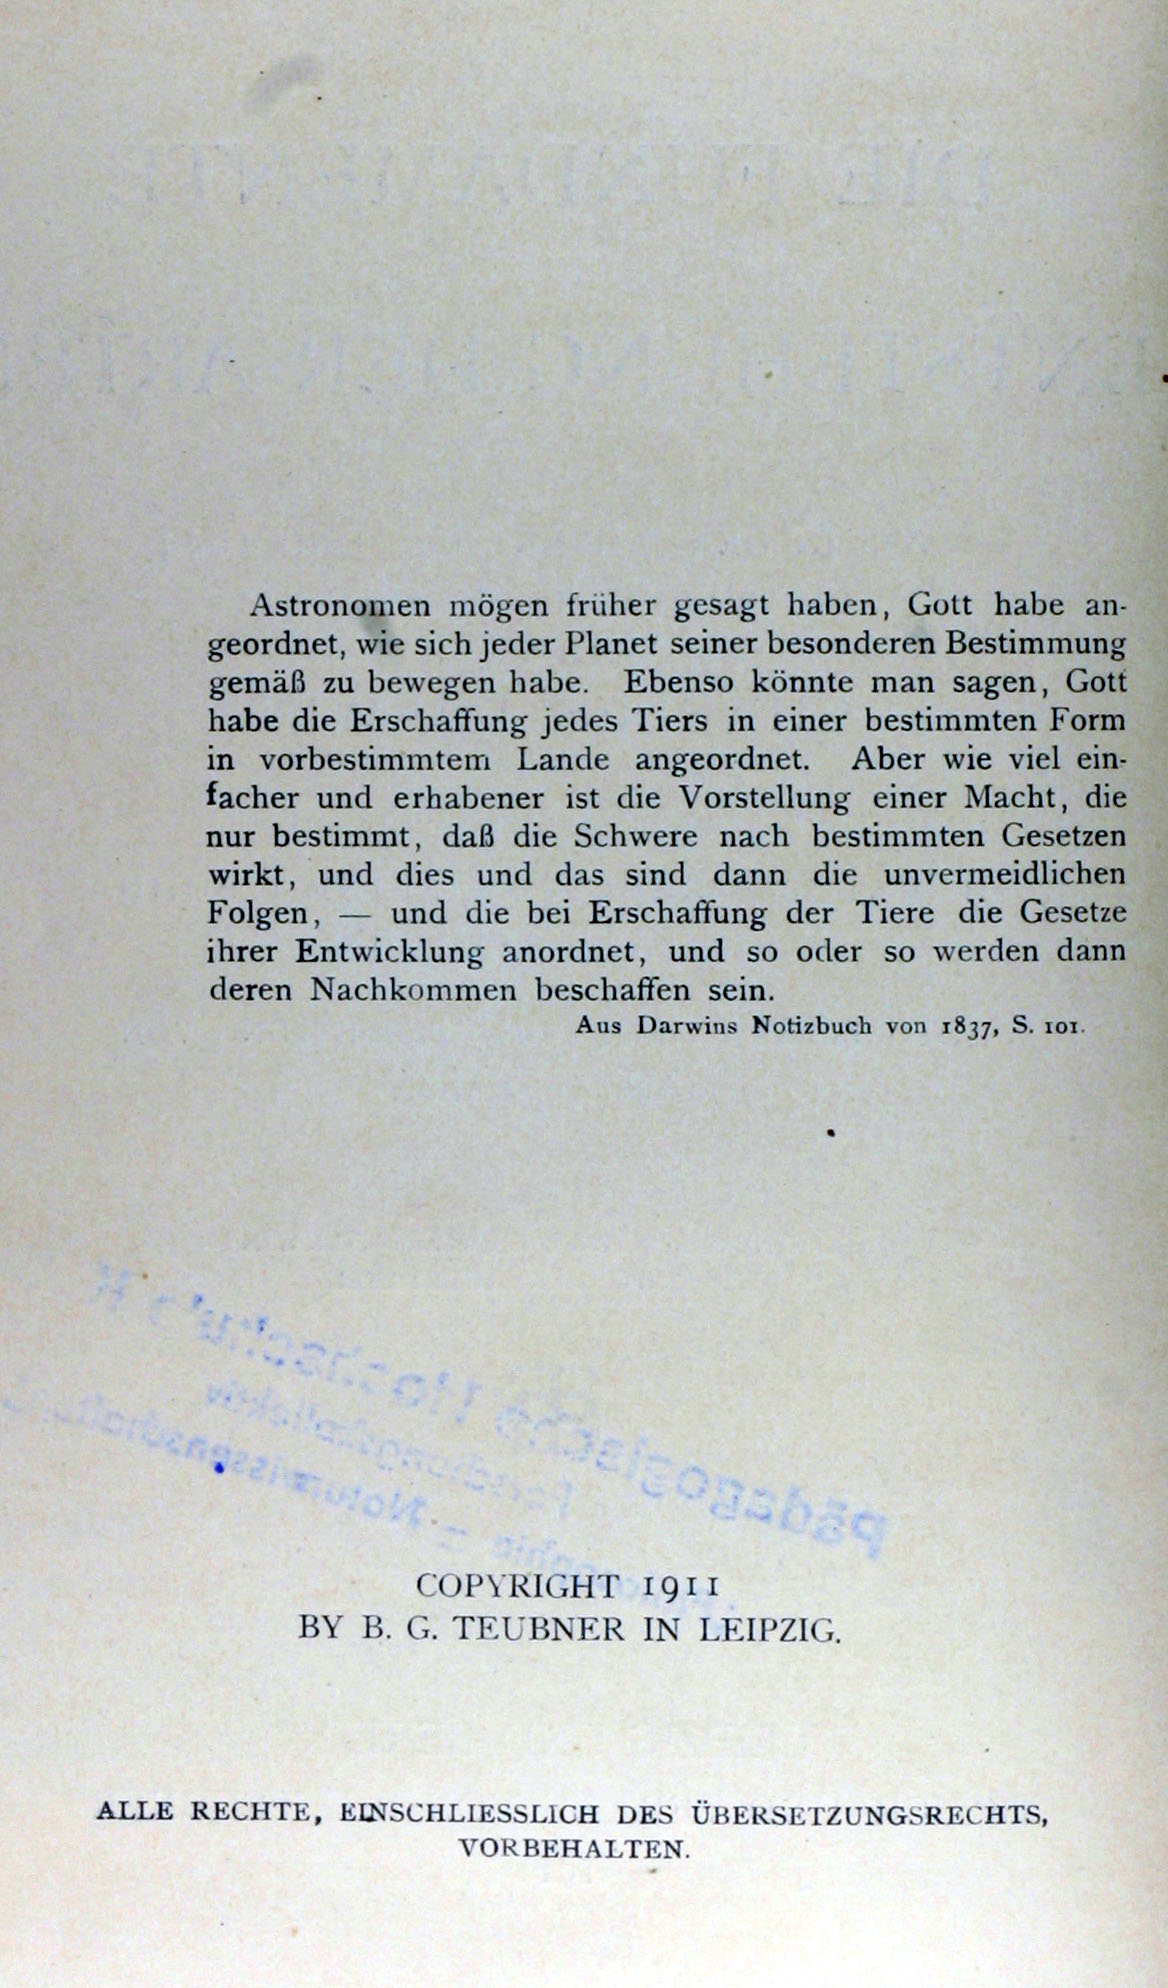 Astronomen mögen früher gesagt haben, Gott habe an-
geordnet, wie sich jeder Planet seiner besonderen Bestimmung
gemäß zu bewegen habe. Ebenso könnte man sagen, Gott
habe die Erschaffung jedes Tiers in einer bestimmten Form
in vorbestimmtem Lande angeordnet. Aber wie viel ein-
facher und erhabener ist die Vorstellung einer Macht, die
nur bestimmt, daß die Schwere nach bestimmten Gesetzen
wirkt, und dies und das sind dann die unvermeidlichen
Folgen, — und die bei Erschaffung der Tiere die Gesetze
ihrer Entwicklung anordnet, und so oder so werden dann
deren Nachkommen beschaffen sein.
Aus Darwins Notizbuch von 1837, S. 101.
COPYRIGHT 1911
BY B. G. TEUBNER IN LEIPZIG.
ALLE RECHTE, EINSCHLIESSLICH DES ÜBERSETZUNGSRECHTS,
VORBEHALTEN.